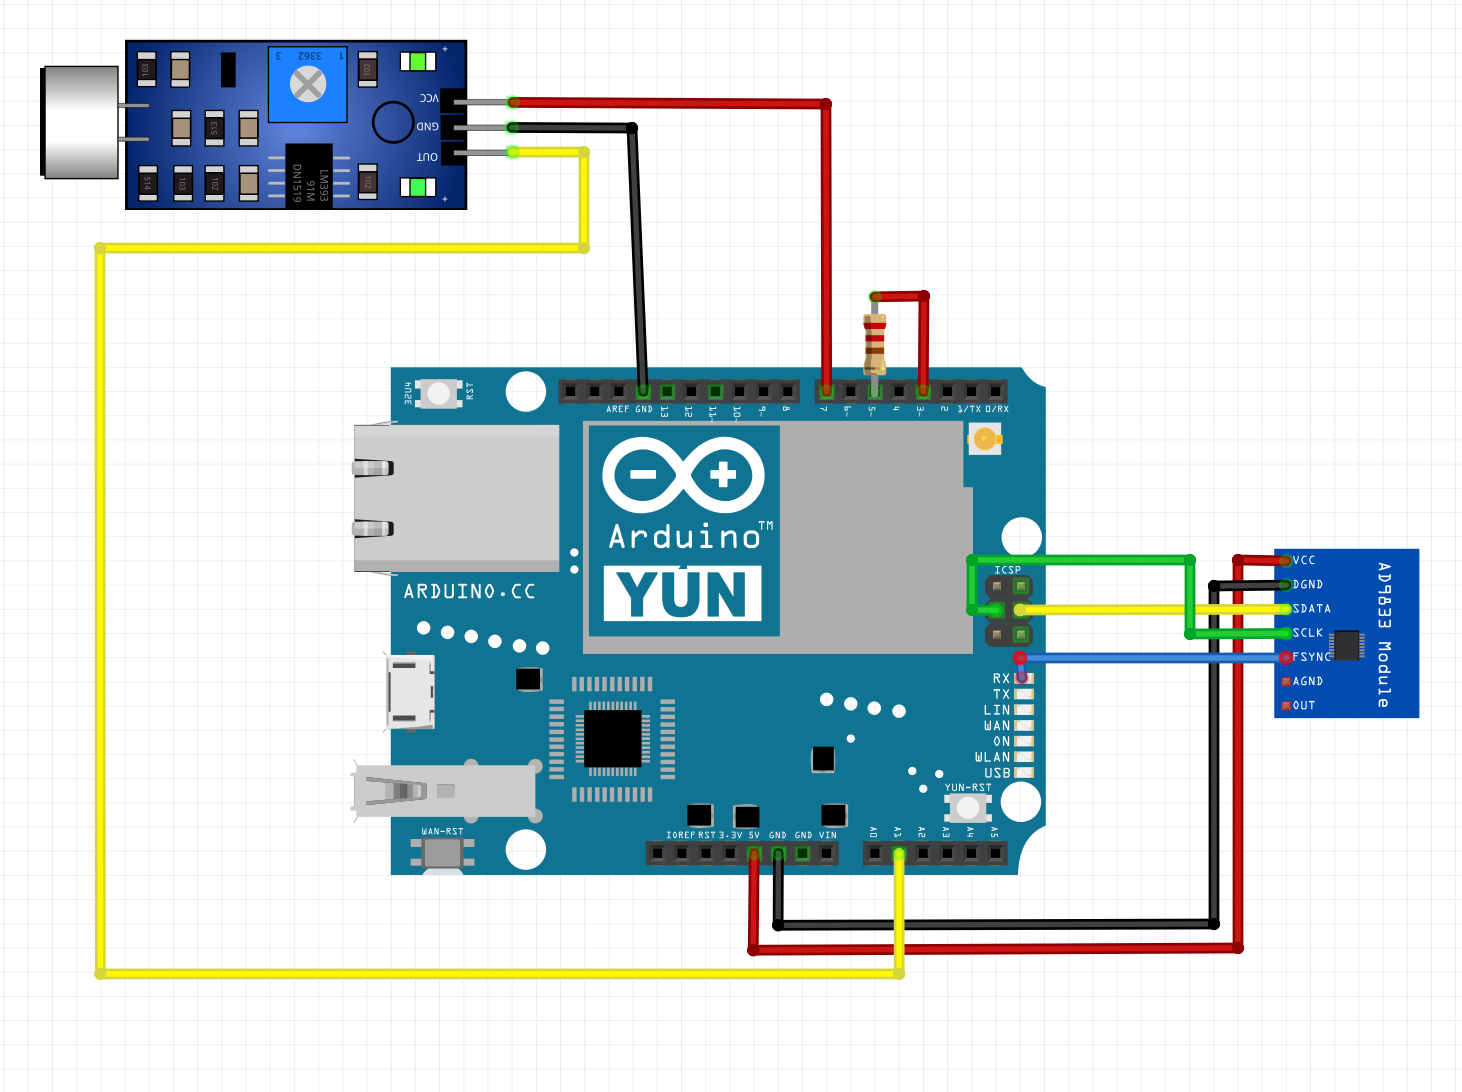 1 3362 3
103
102
VCC
GND
OUT
513
514 103 102
LM393
91M
DN1519
102
32U4
RST
AREF GND 13 12 11~ 10~ 9~ 8
7 6~ 5~ 4 3~ 2 1/TX 0/RX
Arduino™
YÚN
ARDUINO.CC
ICSP
VCC
DGND
SDATA
SCLK
FSYNC
AGND
OUT
AD9833 Module
RX
TX
LIN
WAN
ON
WLAN
USB
YUN-RST
WAN-RST
IOREF RST 3.3V 5V GND GND VIN
A0 A1 A2 A3 A4 A5